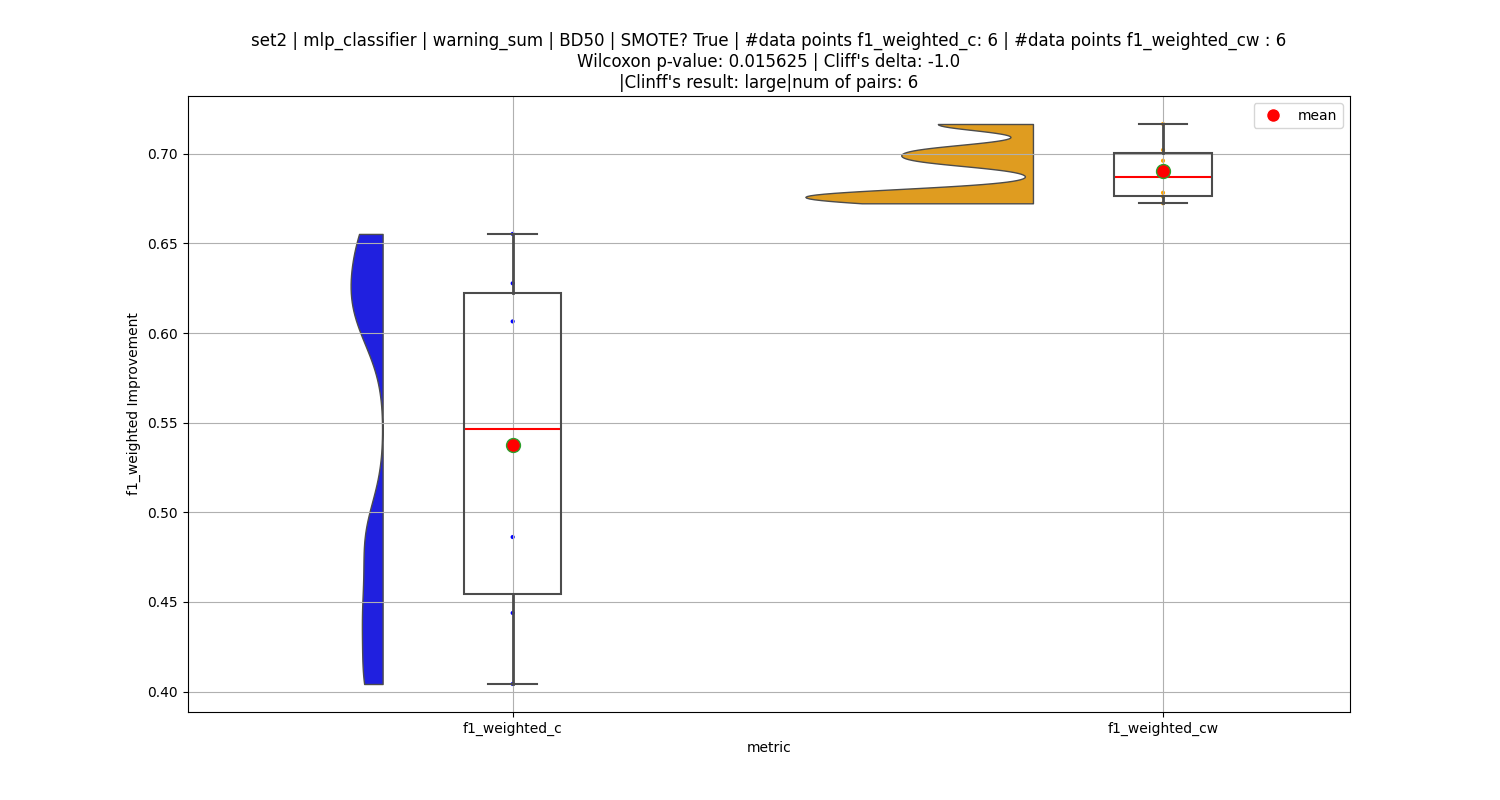 set2 | mlp_classifier | warning_sum | BD50 | SMOTE? True | #data points f1_weighted_c: 6 | #data points f1_weighted_cw : 6
Wilcoxon p-value: 0.015625 | Cliff's delta: -1.0
|Clinff's result: large|num of pairs: 6
mean
0.70
0.65
0.60
0.55
0.50
0.45
0.40
f1_weighted Improvement
f1_weighted_c
f1_weighted_cw
metric